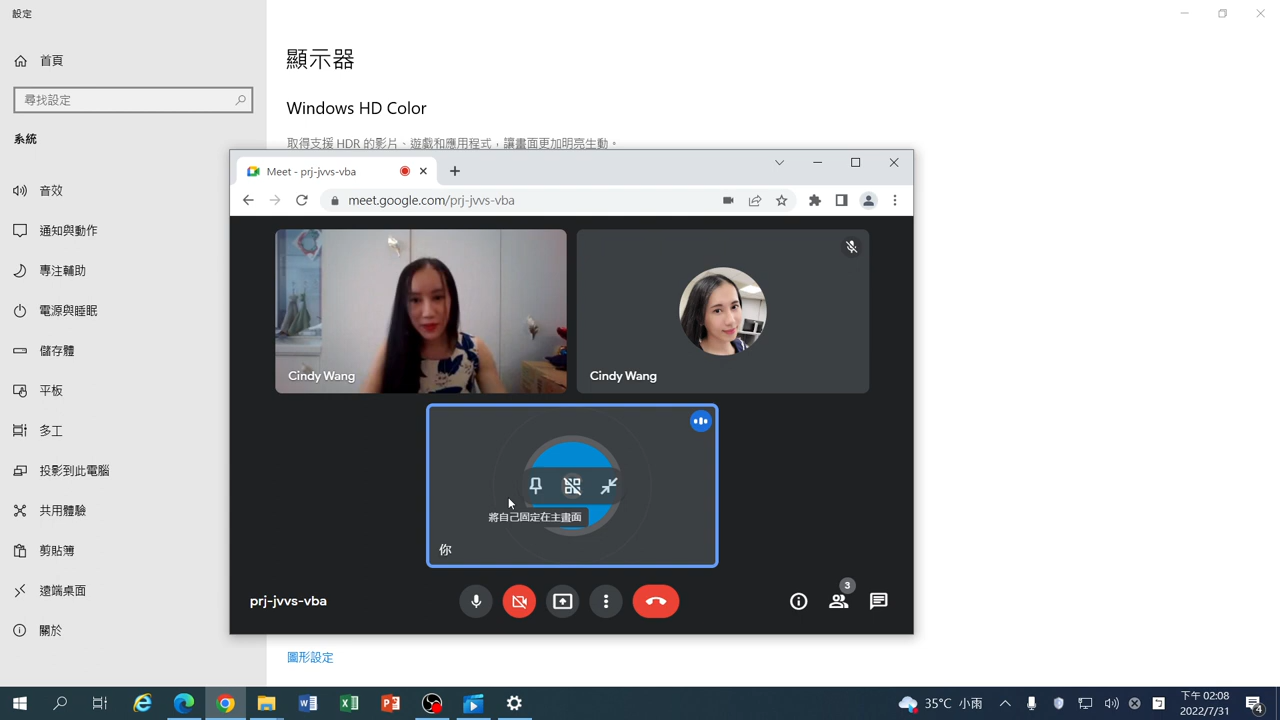 設定
首頁
尋找設定
系統
音效
通知與動作
專注輔助
電源與睡眠
儲存體
平板
多工
投影到此電腦
共用體驗
剪貼簿
遠端桌面
關於
顯示器
Windows HD Color
取得支援 HDR 的影片、遊戲和應用程式，讓畫面更加明亮生動。
Meet - prj-jvvs-vba
meet.google.com/prj-jvvs-vba
Cindy Wang
Cindy Wang
將自己固定在主畫面
你
prj-jvvs-vba
3
圖形設定
35°C 小雨
下午 02:08
2022/7/31
4